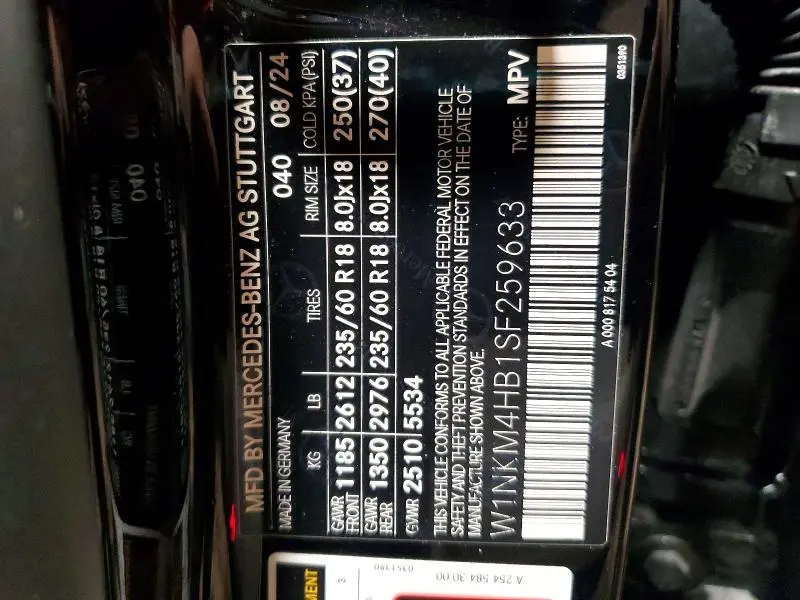 MFD BY MERCEDES-BENZ AG STUTTGART
MADE IN GERMANY 040 08/24
KG LB TIRES RIM SIZE COLD KPA(PSI)
GAWR FRONT 1185 2612 235/60 R18 8.0Jx18 250(37)
GAWR REAR 1350 2976 235/60 R18 8.0Jx18 270(40)
GVWR 2510 5534
THIS VEHICLE CONFORMS TO ALL APPLICABLE FEDERAL MOTOR VEHICLE
SAFETY AND THEFT PREVENTION STANDARDS IN EFFECT ON THE DATE OF
MANUFACTURE SHOWN ABOVE.
W1NKM4HB1SF259633 TYPE: MPV
A 000 817 54 04
0351390
A 254 584 30 00
0351390